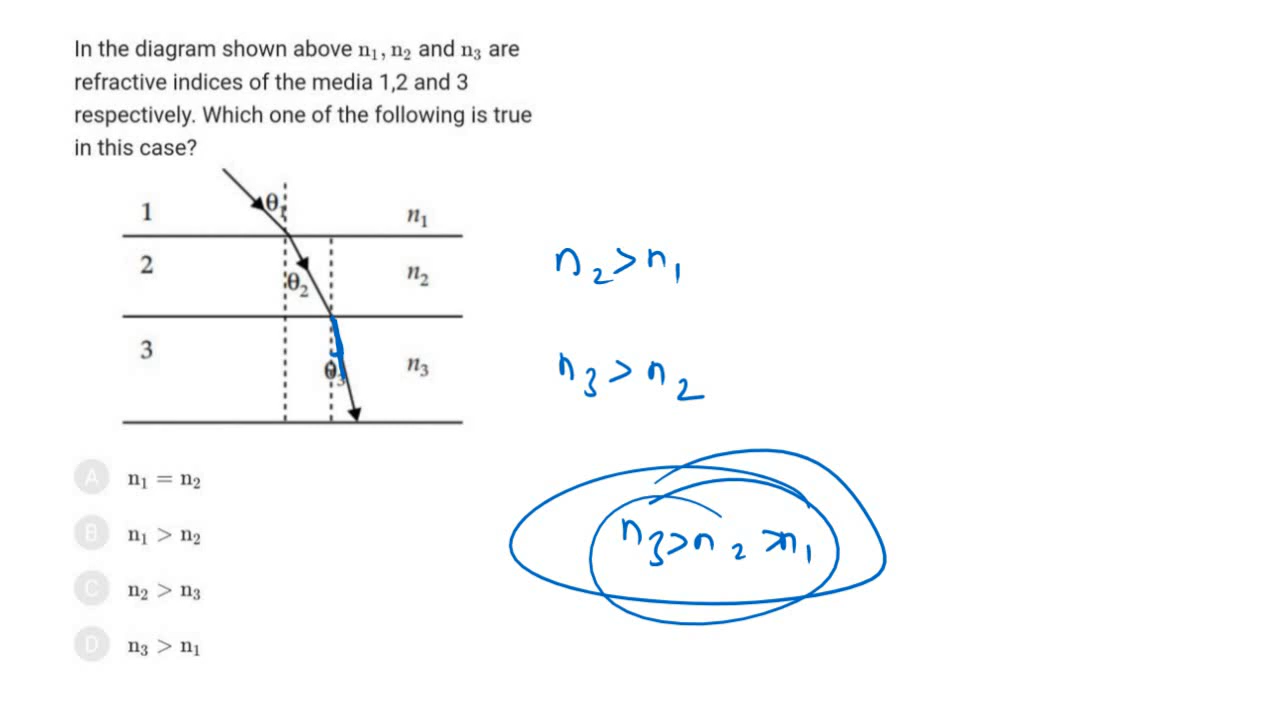 In the diagram shown above n₁, n₂ and n₃ are
refractive indices of the media 1,2 and 3
respectively. Which one of the following is true
in this case?
θ₁
1 n₁
2 θ₂ n₂
n₂ > n₁
3 θ₃ n₃
n₃ > n₂
A n₁ = n₂
B n₁ > n₂
n₃ > n₂ > n₁
C n₂ > n₃
D n₃ > n₁